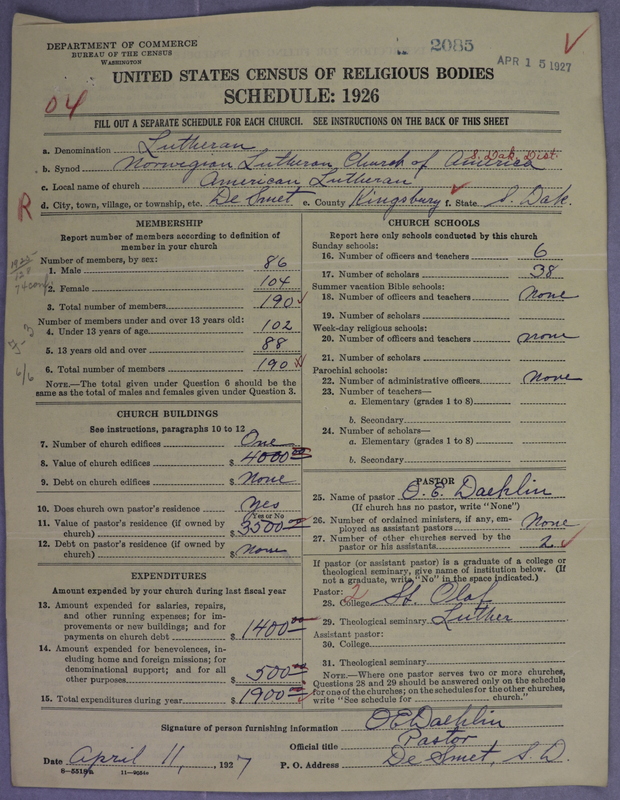 DEPARTMENT OF COMMERCE
BUREAU OF THE CENSUS
WASHINGTON
2085
APR 15 1927
UNITED STATES CENSUS OF RELIGIOUS BODIES
SCHEDULE: 1926
04
FILL OUT A SEPARATE SCHEDULE FOR EACH CHURCH. SEE INSTRUCTIONS ON THE BACK OF THIS SHEET
a. Denomination Lutheran
b. Synod Norwegian Lutheran Church of America S. Dak. Dist.
c. Local name of church American Lutheran
R
d. City, town, village, or township, etc. De Smet e. County Kingsbury f. State S. Dak.
MEMBERSHIP
Report number of members according to definition of
member in your church
Number of members, by sex:
1. Male 86
2. Female 104
3. Total number of members 190
Number of members under and over 13 years old:
4. Under 13 years of age 102
5. 13 years old and over 88
6. Total number of members 190
6/6
NOTE.—The total given under Question 6 should be
same as the total of males and females given under Question 3.
CHURCH BUILDINGS
See instructions, paragraphs 10 to 12
7. Number of church edifices One
8. Value of church edifices $ 4000.00
9. Debt on church edifices $ None
10. Does church own pastor's residence Yes
(Yes or No)
11. Value of pastor's residence (if owned by
church) $ 3500
12. Debt on pastor's residence (if owned by
church) $ None
EXPENDITURES
Amount expended by your church during last fiscal year
13. Amount expended for salaries, repairs,
and other running expenses; for im-
provements or new buildings; and for
payments on church debt $ 1400.00
14. Amount expended for benevolences, in-
cluding home and foreign missions; for
denominational support; and for all
other purposes $ 500.00
15. Total expenditures during year $ 1900.00
CHURCH SCHOOLS
Report here only schools conducted by this church
Sunday schools:
16. Number of officers and teachers 6
17. Number of scholars 38
Summer vacation Bible schools:
18. Number of officers and teachers None
19. Number of scholars
Week-day religious schools:
20. Number of officers and teachers none
21. Number of scholars
Parochial schools:
22. Number of administrative officers None
23. Number of teachers—
a. Elementary (grades 1 to 8)
b. Secondary
24. Number of scholars—
a. Elementary (grades 1 to 8)
b. Secondary
PASTOR
25. Name of pastor O. E. Daehlin
(If church has no pastor, write "None")
26. Number of ordained ministers, if any, em-
ployed as assistant pastors None
27. Number of other churches served by the
pastor or his assistants 2
If pastor (or assistant pastor) is a graduate of a college or
theological seminary, give name of institution below. (If
not a graduate, write "No" in the space indicated.)
Pastor: 2
28. College St. Olaf
29. Theological seminary Luther
Assistant pastor:
30. College
31. Theological seminary
NOTE.—Where one pastor serves two or more churches,
Questions 28 and 29 should be answered only on the schedule
for one of the churches; on the schedules for the other churches,
write "See schedule for church."
Signature of person furnishing information O E Daehlin
Official title Pastor
Date April 11, 1927 P. O. Address De Smet, S. D.